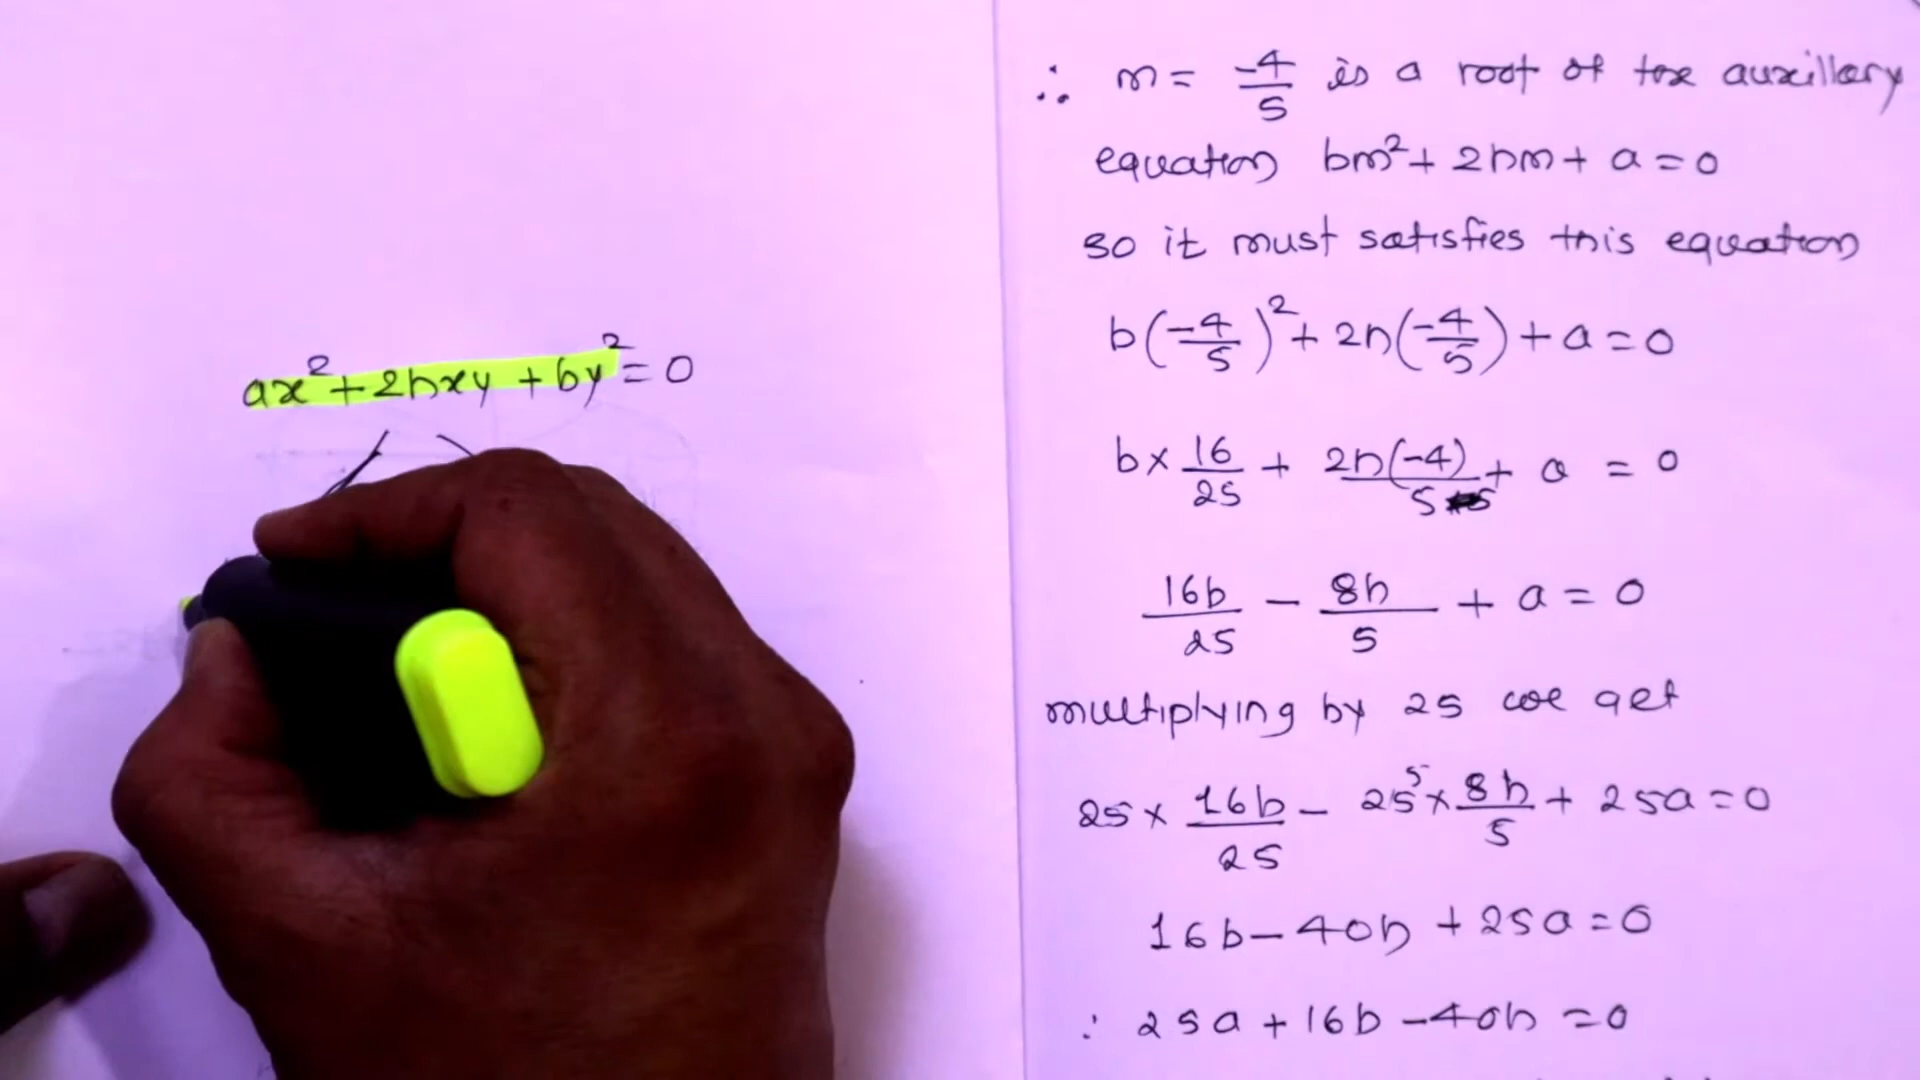 ax² + 2hxy + by² = 0
∴ m = -4/5 is a root of the auxillary
equation bm² + 2hm + a = 0
so it must satisfies this equation
b(-4/5)² + 2h(-4/5) + a = 0
b × 16/25 + 2h(-4)/5 + a = 0
16b/25 - 8h/5 + a = 0
multiplying by 25 we get
25 × 16b/25 - 25⁵ × 8h/5 + 25a = 0
16b - 40h + 25a = 0
∴ 25a + 16b - 40h = 0